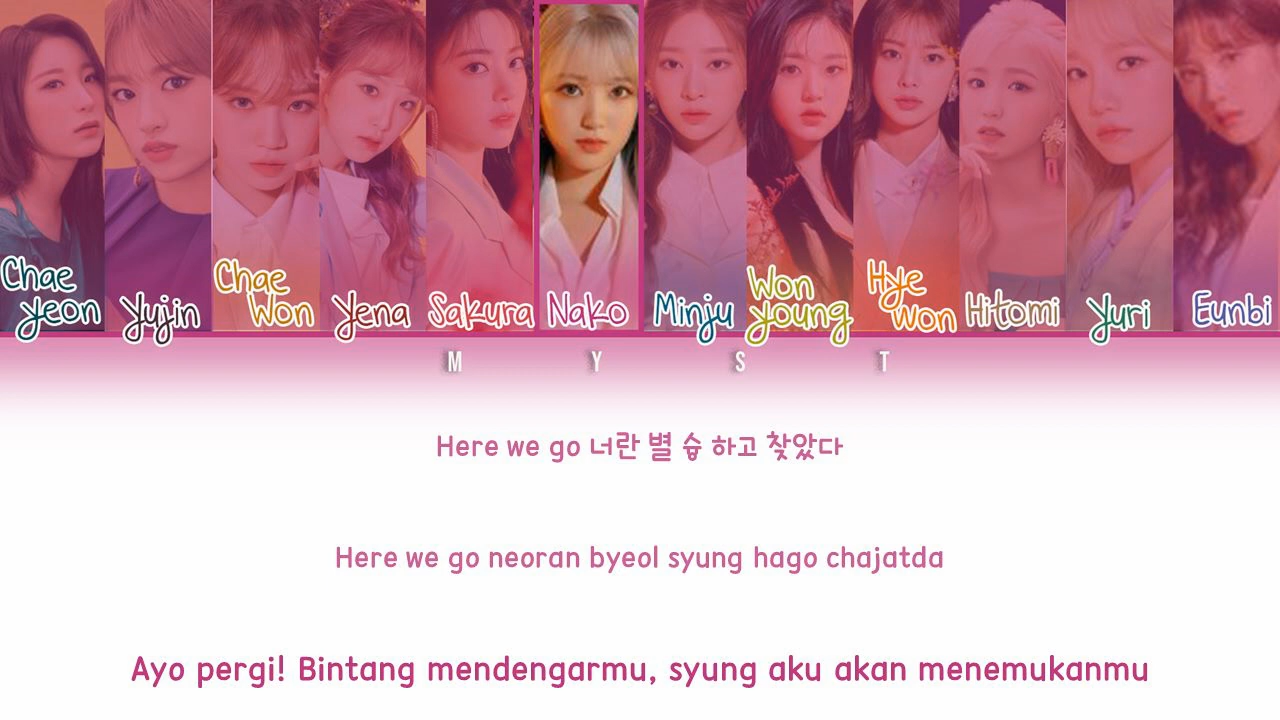 Chae yeon
Yujin
Chae Won
Yena
Sakura
Nako
Minju
Won young
Hye won
Hitomi
Yuri
Eunbi
M Y S T
Here we go 너란 별 슝 하고 찾았다
Here we go neoran byeol syung hago chajatda
Ayo pergi! Bintang mendengarmu, syung aku akan menemukanmu